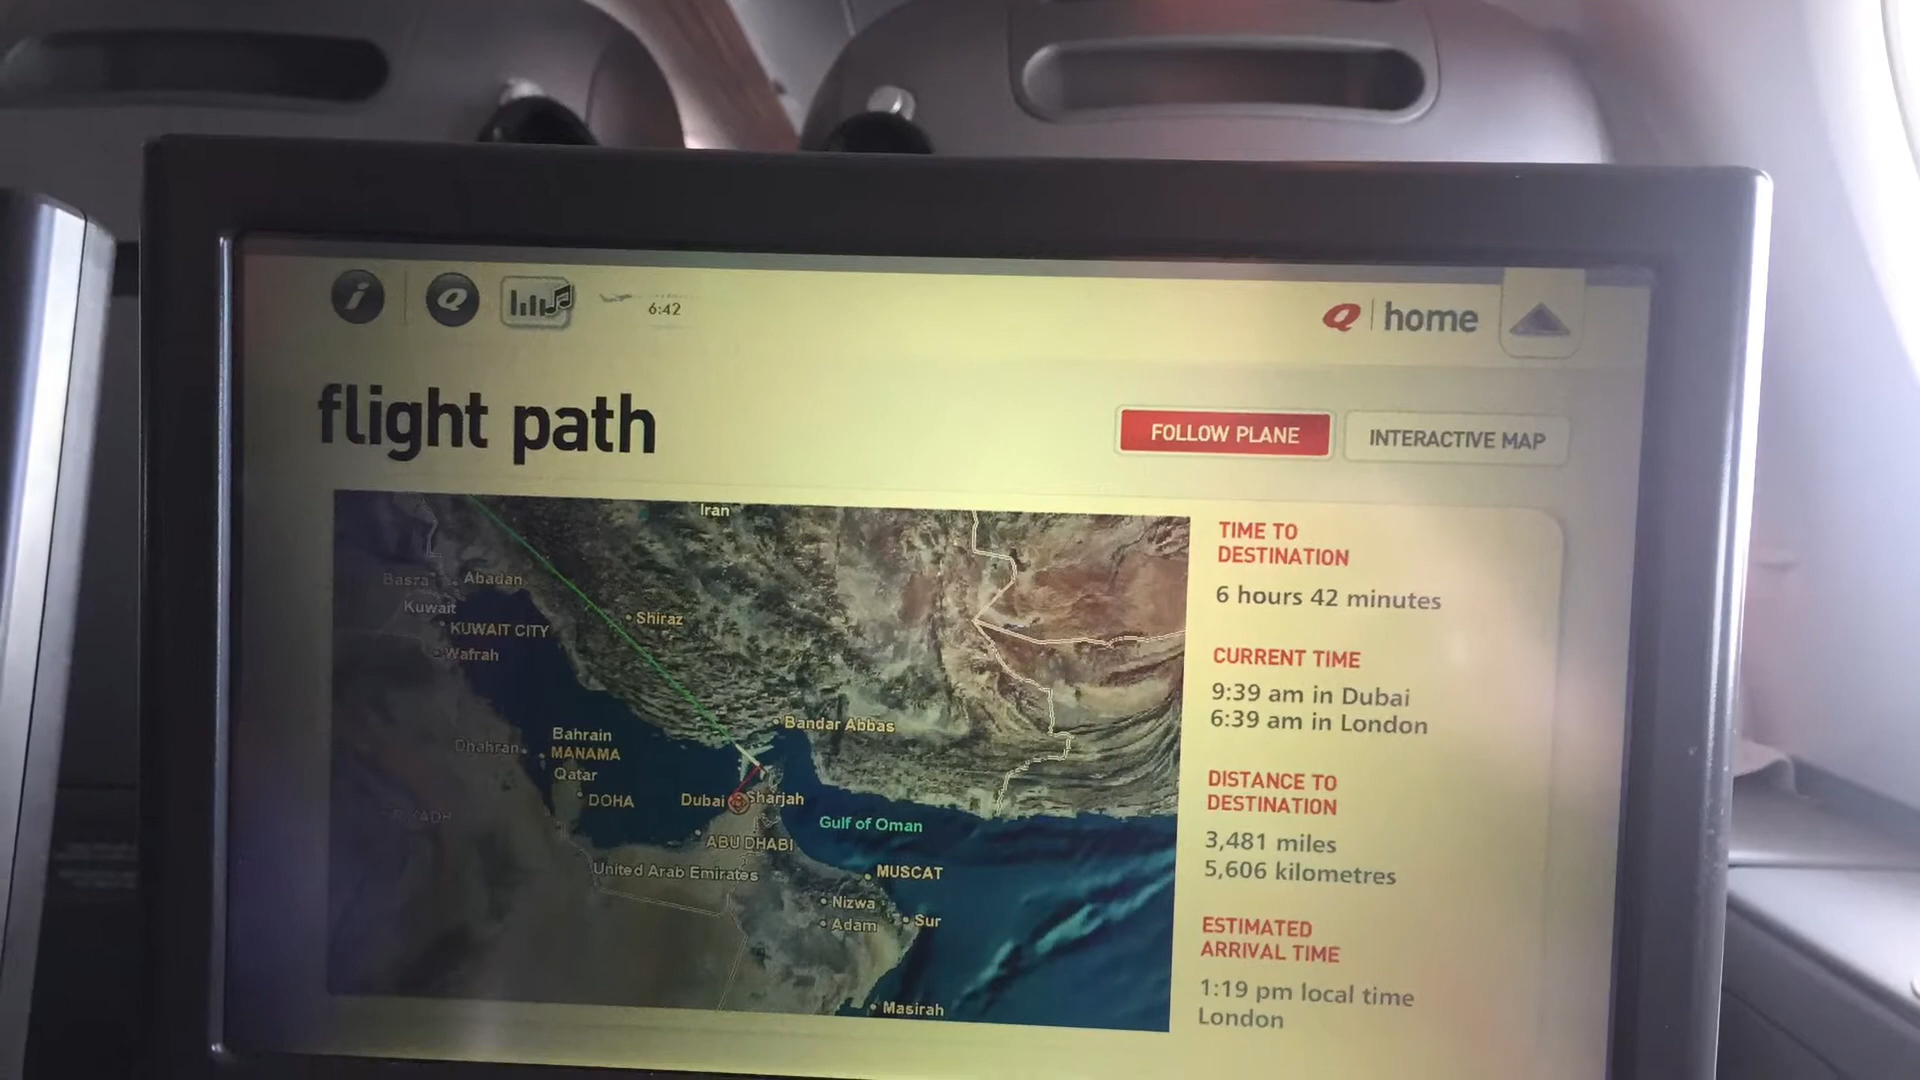 i
Q
6:42
Q | home
flight path
FOLLOW PLANE
INTERACTIVE MAP
Iran
Basra
Abadan
Kuwait
KUWAIT CITY
Wafrah
Shiraz
Bandar Abbas
Bahrain
Dhahran
MANAMA
Qatar
DOHA
Dubai
Sharjah
RIYADH
Gulf of Oman
ABU DHABI
United Arab Emirates
MUSCAT
Nizwa
Adam
Sur
Masirah
TIME TO
DESTINATION
6 hours 42 minutes
CURRENT TIME
9:39 am in Dubai
6:39 am in London
DISTANCE TO
DESTINATION
3,481 miles
5,606 kilometres
ESTIMATED
ARRIVAL TIME
1:19 pm local time
London